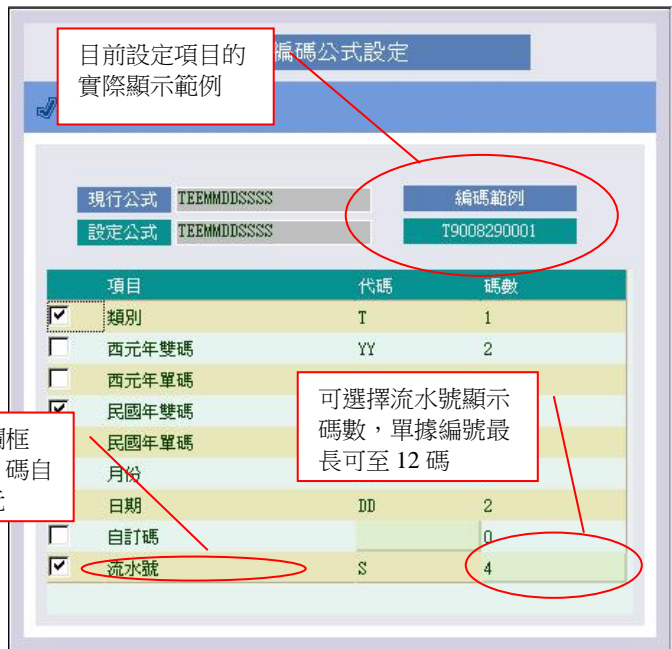 目前設定項目的
實際顯示範例
編碼公式設定
現行公式 TEEMMDDSSSS 編碼範例
設定公式 TEEMMDDSSSS T9008290001
項目 代碼 碼數
類別 T 1
西元年雙碼 YY 2
西元年單碼
民國年雙碼
民國年單碼
月份
日期 DD 2
自訂碼 0
流水號 S 4
可選擇流水號顯示
碼數,單據編號最
長可至 12 碼
框
碼自